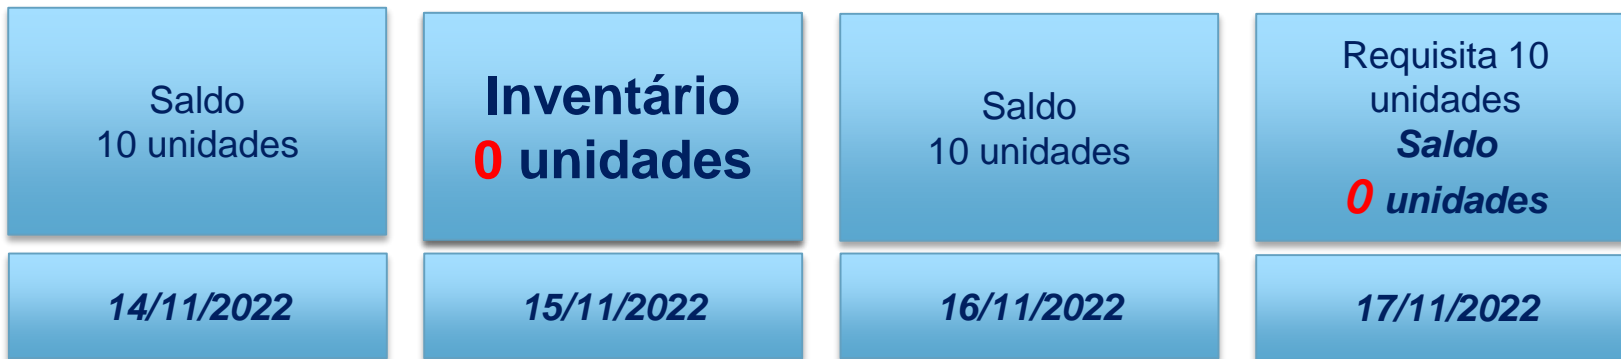 Saldo
10 unidades
Inventário
0 unidades
Saldo
10 unidades
Requisita 10
unidades
Saldo
0 unidades
14/11/2022
15/11/2022
16/11/2022
17/11/2022